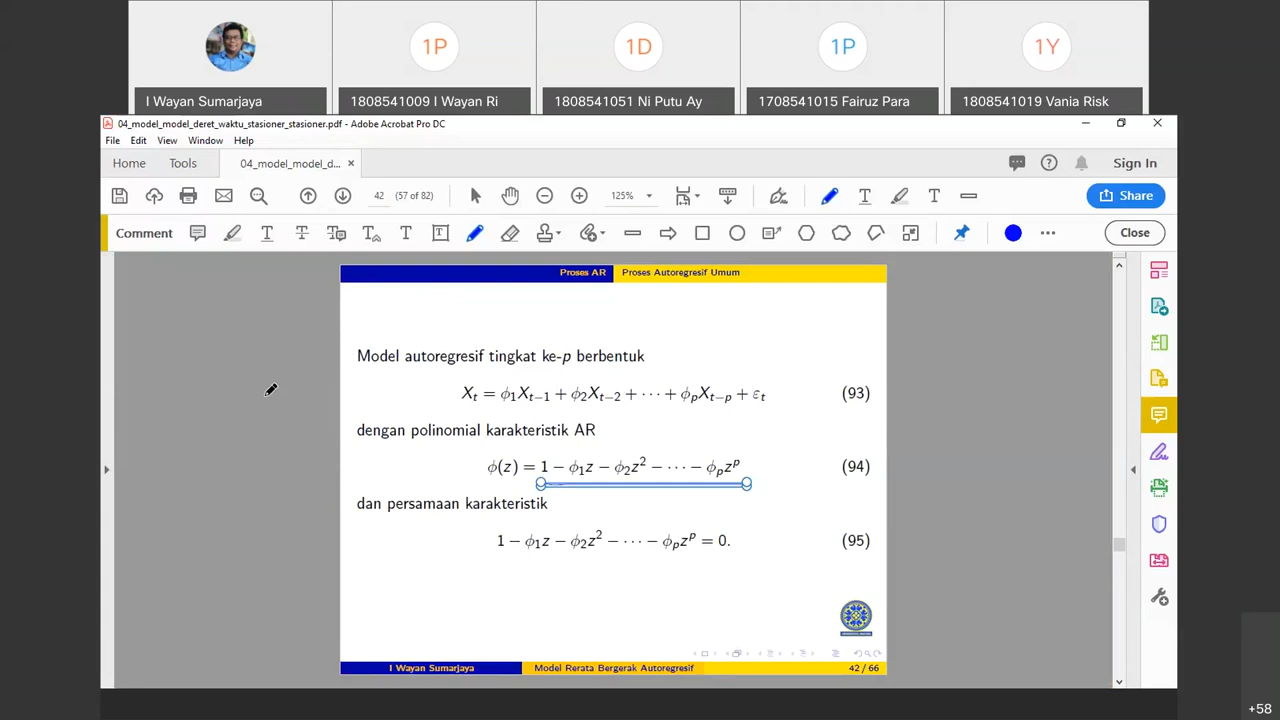 1P
1D
1P
1Y
I Wayan Sumarjaya
1808541009 I Wayan Ri
1808541051 Ni Putu Ay
1708541015 Fairuz Para
1808541019 Vania Risk
04_model_model_deret_waktu_stasioner_stasioner.pdf - Adobe Acrobat Pro DC
File Edit View Window Help
Home Tools 04_model_model_d... × Sign In
42 (57 of 82) 125% Share
Comment Close
Proses AR Proses Autoregresif Umum
Model autoregresif tingkat ke-p berbentuk
X_t = ϕ_1X_{t−1} + ϕ_2X_{t−2} + ⋯ + ϕ_pX_{t−p} + ε_t (93)
dengan polinomial karakteristik AR
ϕ(z) = 1 − ϕ_1z − ϕ_2z^2 − ⋯ − ϕ_pz^p (94)
dan persamaan karakteristik
1 − ϕ_1z − ϕ_2z^2 − ⋯ − ϕ_pz^p = 0. (95)
I Wayan Sumarjaya Model Rerata Bergerak Autoregresif 42 / 66
+58